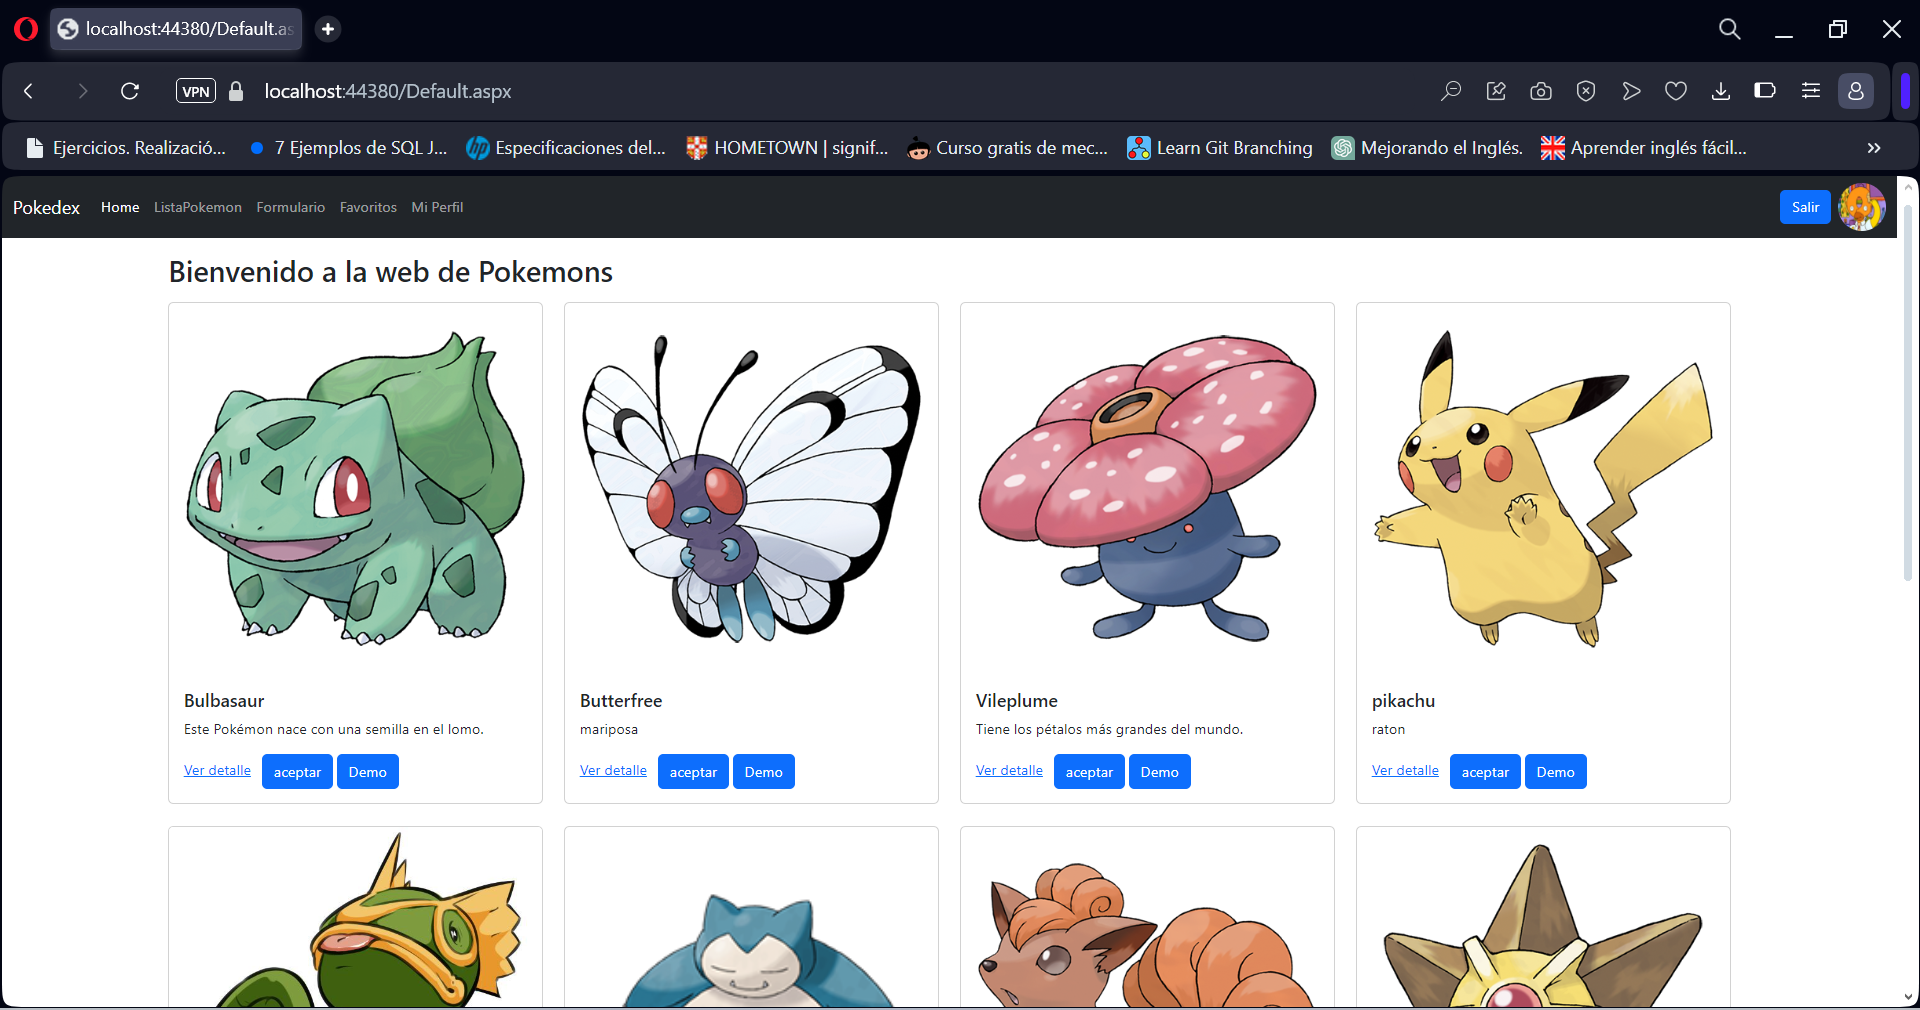 localhost:44380/Default.as
VPN localhost:44380/Default.aspx
Ejercicios. Realizació... 7 Ejemplos de SQL J... Especificaciones del... HOMETOWN | signif... Curso gratis de mec... Learn Git Branching Mejorando el Inglés. Aprender inglés fácil...
Pokedex Home ListaPokemon Formulario Favoritos Mi Perfil Salir
Bienvenido a la web de Pokemons
Bulbasaur
Este Pokémon nace con una semilla en el lomo.
Ver detalle aceptar Demo
Butterfree
mariposa
Ver detalle aceptar Demo
Vileplume
Tiene los pétalos más grandes del mundo.
Ver detalle aceptar Demo
pikachu
raton
Ver detalle aceptar Demo